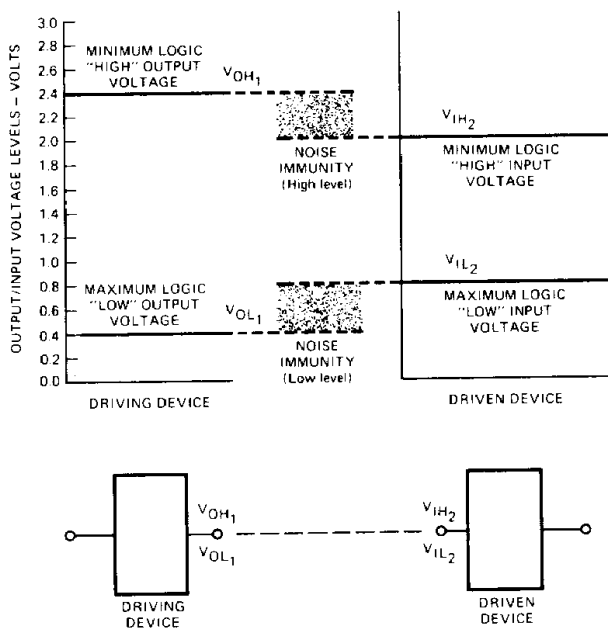 OUTPUT/INPUT VOLTAGE LEVELS – VOLTS
3.0
2.8
2.6
2.4
2.2
2.0
1.8
1.6
1.4
1.2
1.0
0.8
0.6
0.4
0.2
0.0
MINIMUM LOGIC
"HIGH" OUTPUT
VOLTAGE
VOH1
NOISE
IMMUNITY
(High level)
VIH2
MINIMUM LOGIC
"HIGH" INPUT
VOLTAGE
MAXIMUM LOGIC
"LOW" OUTPUT
VOLTAGE
VOL1
NOISE
IMMUNITY
(Low level)
VIL2
MAXIMUM LOGIC
"LOW" INPUT
VOLTAGE
DRIVING DEVICE
DRIVEN DEVICE
VOH1
VOL1
DRIVING
DEVICE
VIH2
VIL2
DRIVEN
DEVICE